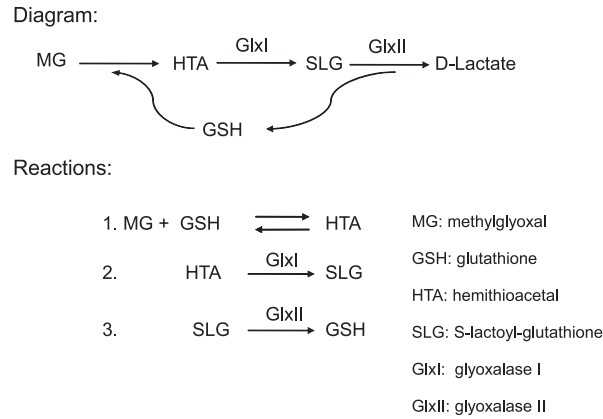 Diagram:
GlxI GlxII
MG HTA SLG D-Lactate
GSH
Reactions:
1. MG + GSH HTA
GlxI
2. HTA SLG
GlxII
3. SLG GSH
MG: methylglyoxal
GSH: glutathione
HTA: hemithioacetal
SLG: S-lactoyl-glutathione
GlxI: glyoxalase I
GlxII: glyoxalase II